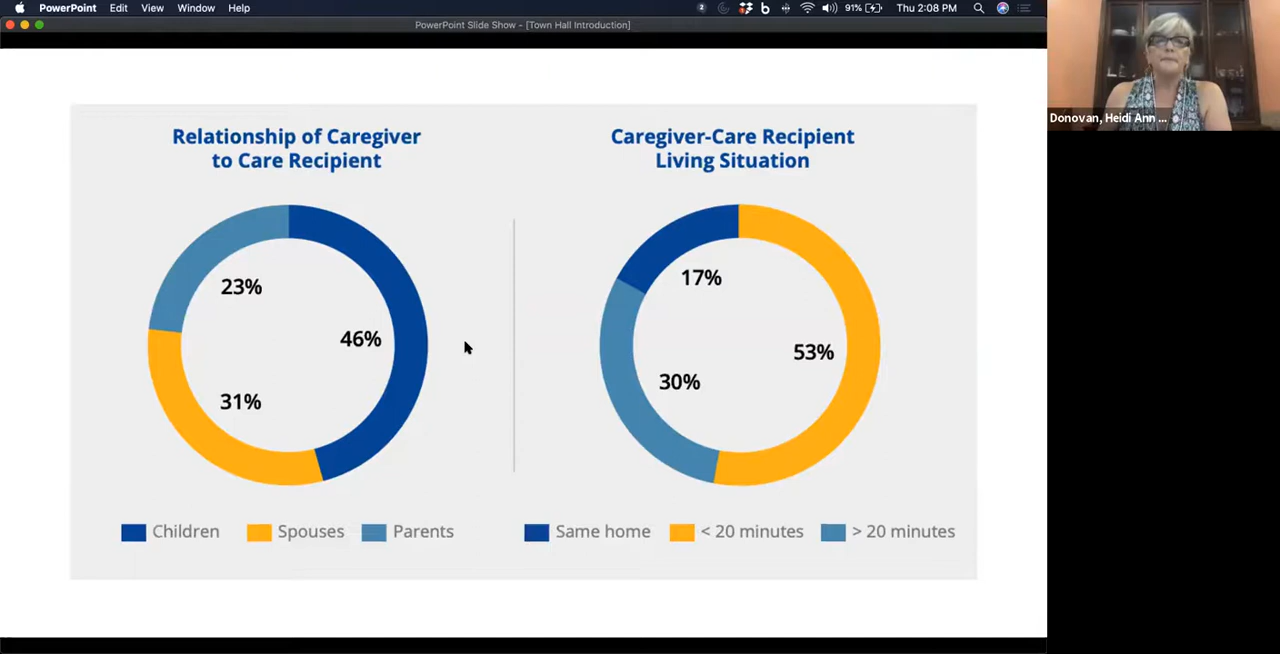 PowerPoint Edit View Window Help
2 91% Thu 2:08 PM
PowerPoint Slide Show - [Town Hall Introduction]
Relationship of Caregiver
to Care Recipient
23%
46%
31%
Children Spouses Parents
Caregiver-Care Recipient
Living Situation
17%
53%
30%
Same home < 20 minutes > 20 minutes
Donovan, Heidi Ann ...